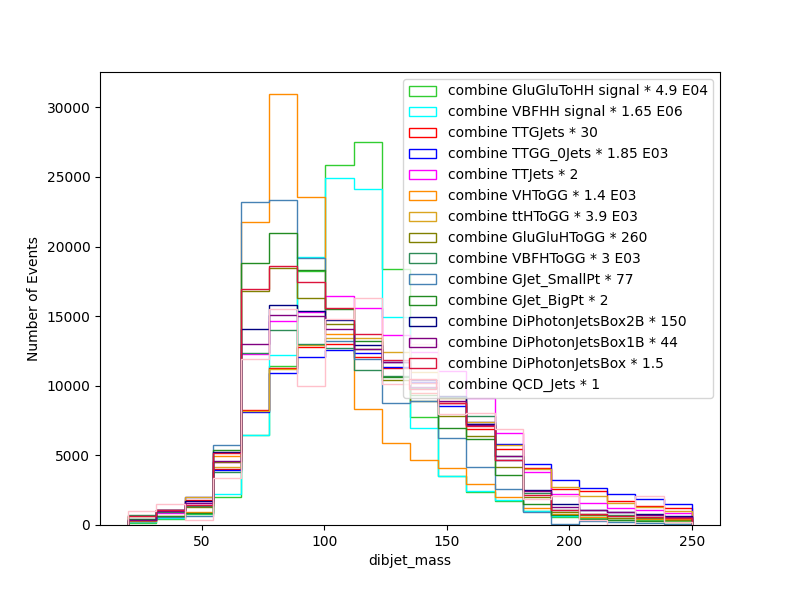 30000
25000
20000
15000
10000
5000
0
Number of Events
50
100
150
200
250
dibjet_mass
combine GluGluToHH signal * 4.9 E04
combine VBFHH signal * 1.65 E06
combine TTGJets * 30
combine TTGG_0Jets * 1.85 E03
combine TTJets * 2
combine VHToGG * 1.4 E03
combine ttHToGG * 3.9 E03
combine GluGluHToGG * 260
combine VBFHToGG * 3 E03
combine GJet_SmallPt * 77
combine GJet_BigPt * 2
combine DiPhotonJetsBox2B * 150
combine DiPhotonJetsBox1B * 44
combine DiPhotonJetsBox * 1.5
combine QCD_Jets * 1